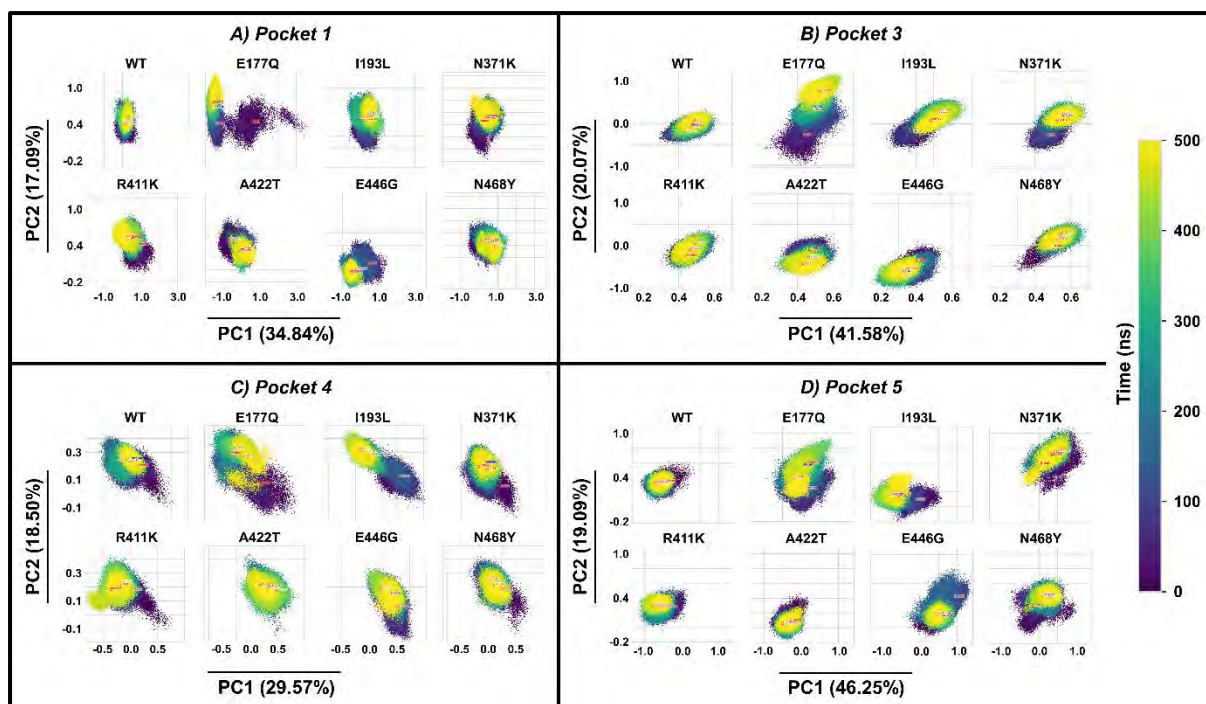 A) Pocket 1
WT E177Q I193L N371K
1.0
0.4
-0.2
R411K A422T E446G N468Y
1.0
0.4
-0.2
-1.0 1.0 3.0 -1.0 1.0 3.0 -1.0 1.0 3.0 -1.0 1.0 3.0
PC2 (17.09%)
PC1 (34.84%)
B) Pocket 3
WT E177Q I193L N371K
1.0
0.0
-1.0
R411K A422T E446G N468Y
1.0
0.0
-1.0
0.2 0.4 0.6 0.2 0.4 0.6 0.2 0.4 0.6 0.2 0.4 0.6
PC2 (20.07%)
PC1 (41.58%)
C) Pocket 4
WT E177Q I193L N371K
0.3
0.1
-0.1
R411K A422T E446G N468Y
0.3
0.1
-0.1
-0.5 0.0 0.5 -0.5 0.0 0.5 -0.5 0.0 0.5 -0.5 0.0 0.5
PC2 (18.50%)
PC1 (29.57%)
D) Pocket 5
WT E177Q I193L N371K
1.0
0.4
-0.2
R411K A422T E446G N468Y
1.0
0.4
-0.2
-1.0 0.0 1.0 -1.0 0.0 1.0 -1.0 0.0 1.0 -1.0 0.0 1.0
PC2 (19.09%)
PC1 (46.25%)
500
400
300
200
100
0
Time (ns)